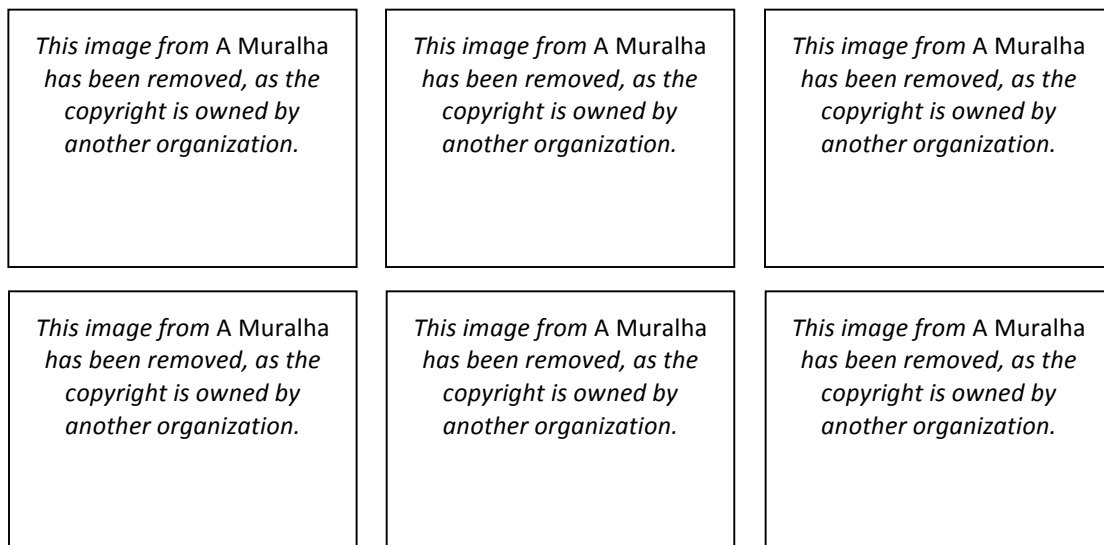 This image from A Muralha
has been removed, as the
copyright is owned by
another organization.
This image from A Muralha
has been removed, as the
copyright is owned by
another organization.
This image from A Muralha
has been removed, as the
copyright is owned by
another organization.
This image from A Muralha
has been removed, as the
copyright is owned by
another organization.
This image from A Muralha
has been removed, as the
copyright is owned by
another organization.
This image from A Muralha
has been removed, as the
copyright is owned by
another organization.